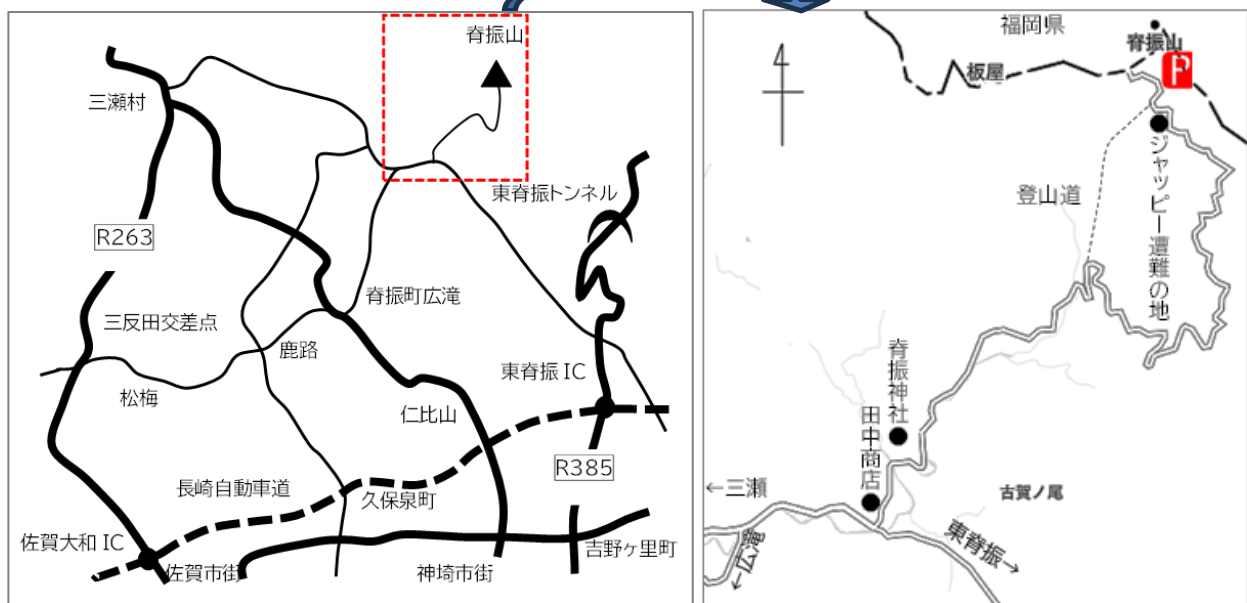 脊振山
三瀬村
東脊振トンネル
R263
脊振町広滝
三反田交差点
鹿路
東脊振 IC
松梅
仁比山
R385
長崎自動車道
久保泉町
佐賀大和 IC
佐賀市街
神埼市街
吉野ヶ里町
福岡県
脊振山
板屋
P
ジャッピー遭難の地
登山道
脊振神社
田中商店
←三瀬
古賀ノ尾
東脊振→
←広滝